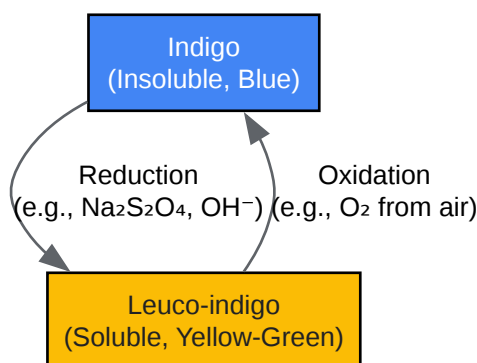 Indigo
(Insoluble, Blue)
Reduction
(e.g., Na₂S₂O₄, OH⁻)
Oxidation
(e.g., O₂ from air)
Leuco-indigo
(Soluble, Yellow-Green)